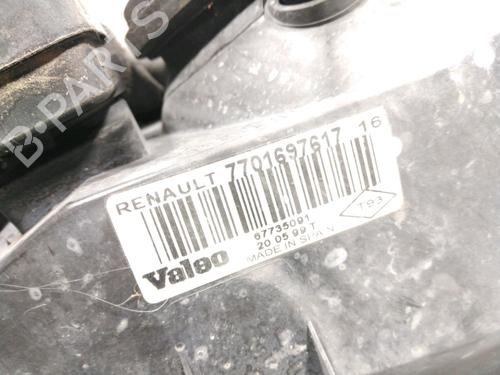 B-PARTS
RENAULT 7701697617 16
67735091
20 05 99 T
Valeo MADE IN SPAIN
T93